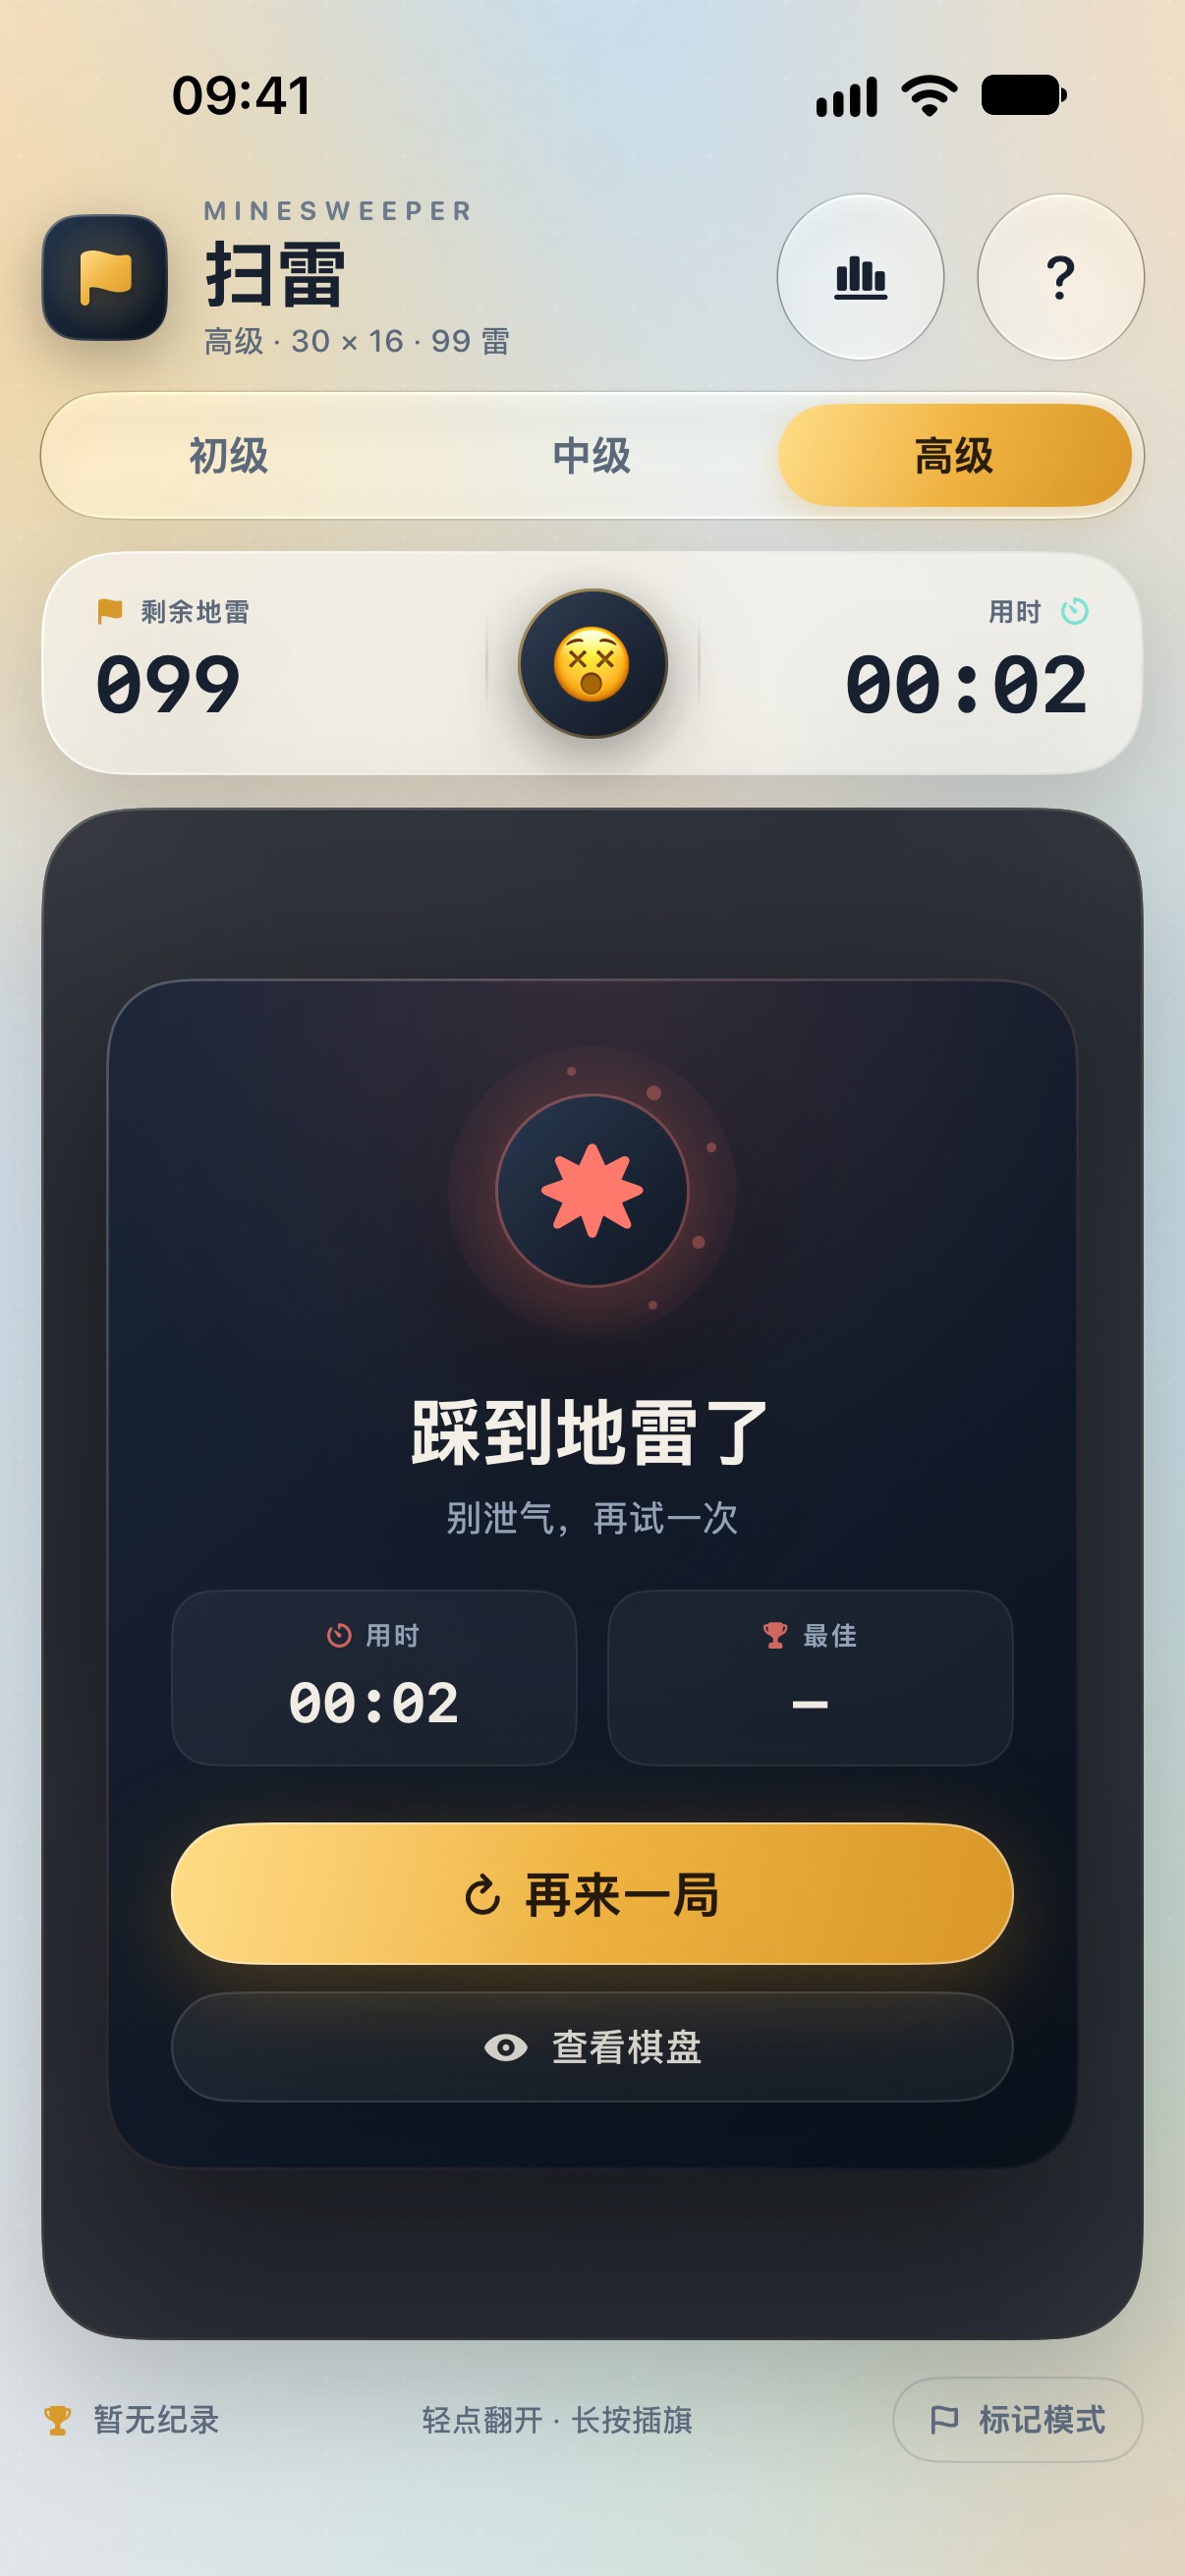 09:41
MINESWEEPER
扫雷
高级 · 30 × 16 · 99 雷
?
初级 中级 高级
剩余地雷 用时
099 00:02
踩到地雷了
别泄气，再试一次
用时 最佳
00:02 —
再来一局
查看棋盘
暂无纪录 轻点翻开 · 长按插旗 标记模式